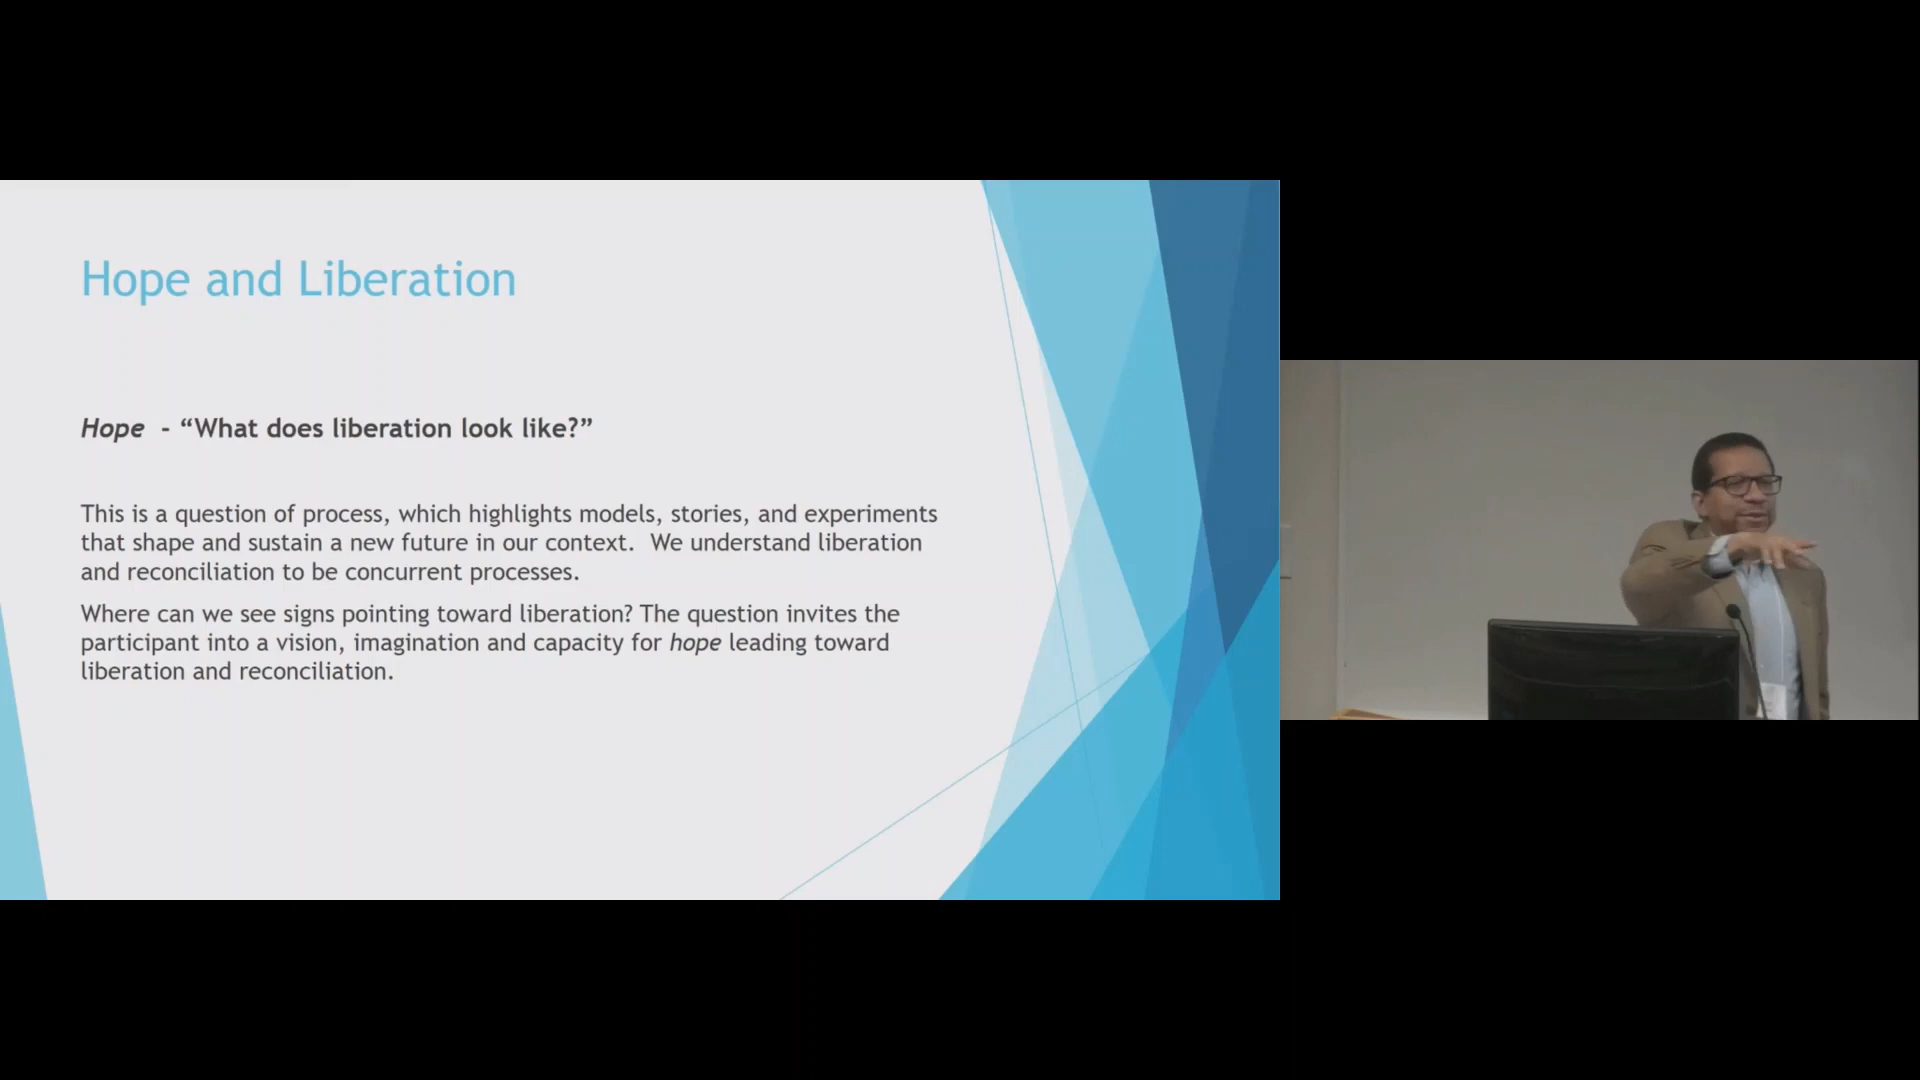 Hope and Liberation
Hope - “What does liberation look like?”
This is a question of process, which highlights models, stories, and experiments
that shape and sustain a new future in our context. We understand liberation
and reconciliation to be concurrent processes.
Where can we see signs pointing toward liberation? The question invites the
participant into a vision, imagination and capacity for hope leading toward
liberation and reconciliation.